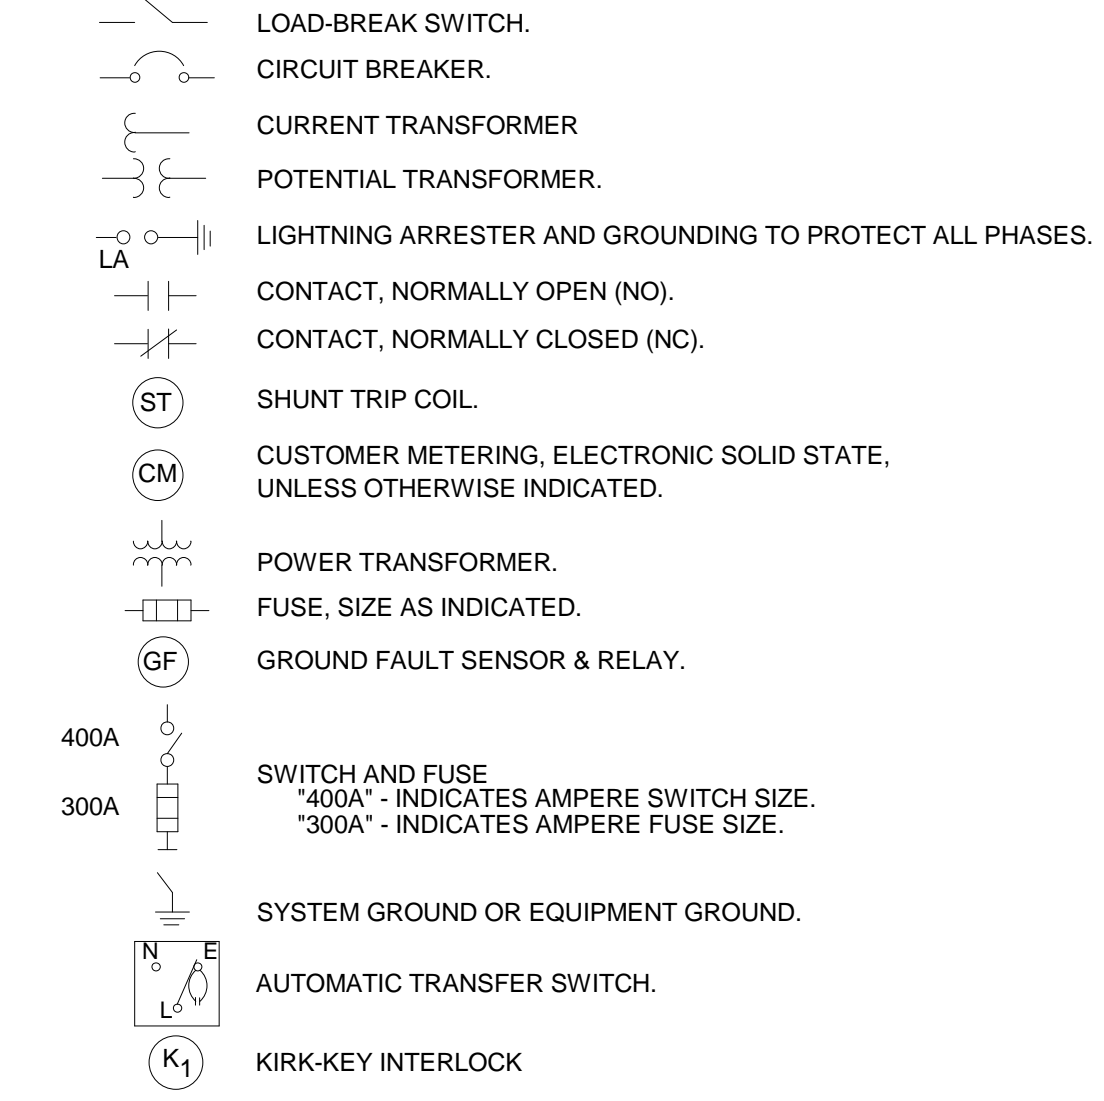 LOAD-BREAK SWITCH.
CIRCUIT BREAKER.
CURRENT TRANSFORMER
POTENTIAL TRANSFORMER.
LIGHTNING ARRESTER AND GROUNDING TO PROTECT ALL PHASES.
LA
CONTACT, NORMALLY OPEN (NO).
CONTACT, NORMALLY CLOSED (NC).
ST SHUNT TRIP COIL.
CM CUSTOMER METERING, ELECTRONIC SOLID STATE,
UNLESS OTHERWISE INDICATED.
POWER TRANSFORMER.
FUSE, SIZE AS INDICATED.
GF GROUND FAULT SENSOR & RELAY.
400A
SWITCH AND FUSE
300A "400A" - INDICATES AMPERE SWITCH SIZE.
"300A" - INDICATES AMPERE FUSE SIZE.
SYSTEM GROUND OR EQUIPMENT GROUND.
N E
AUTOMATIC TRANSFER SWITCH.
L
K1 KIRK-KEY INTERLOCK